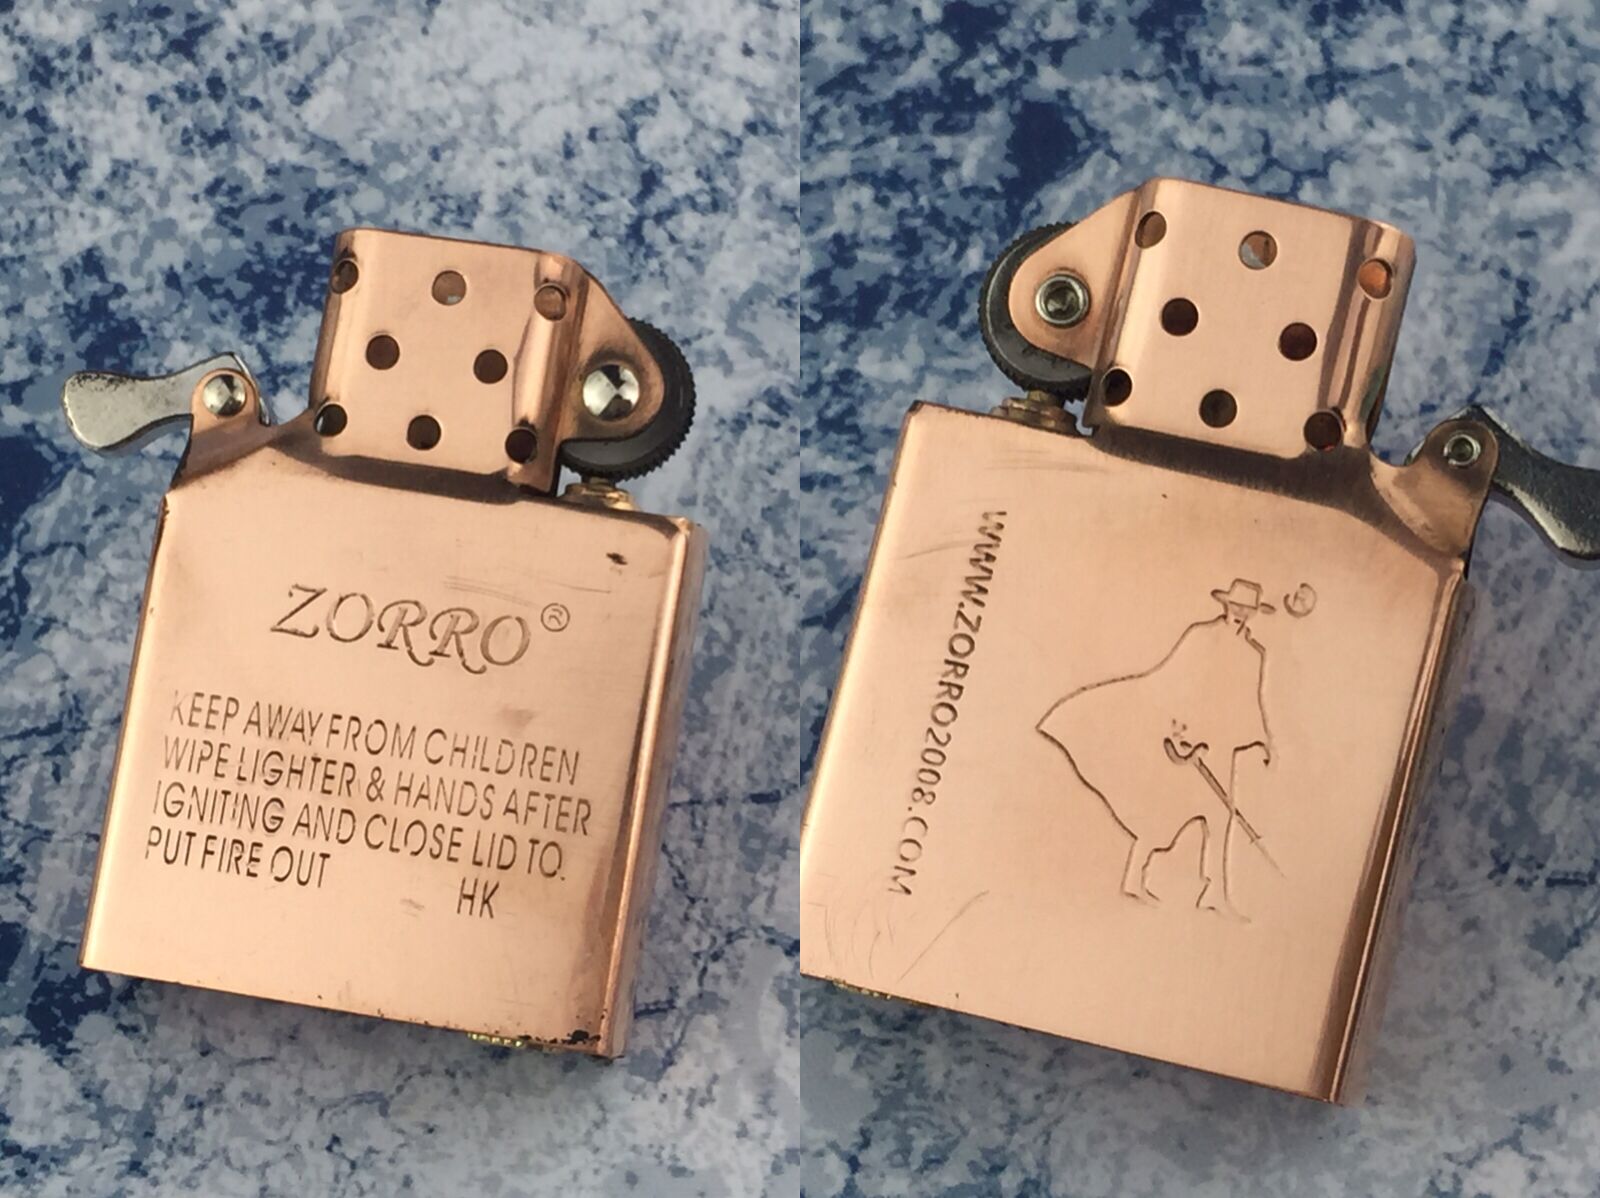 ZORRO®
KEEP AWAY FROM CHILDREN
WIPE LIGHTER & HANDS AFTER
IGNITING AND CLOSE LID TO.
PUT FIRE OUT
HK
WWW.ZORRO2008.COM
®